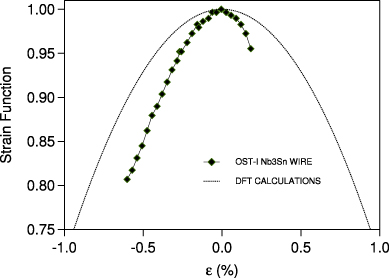 1.00
0.95
0.90
0.85
0.80
0.75
Strain Function
OST-I Nb3Sn WIRE
DFT CALCULATIONS
-1.0 -0.5 0.0 0.5 1.0
ε (%)